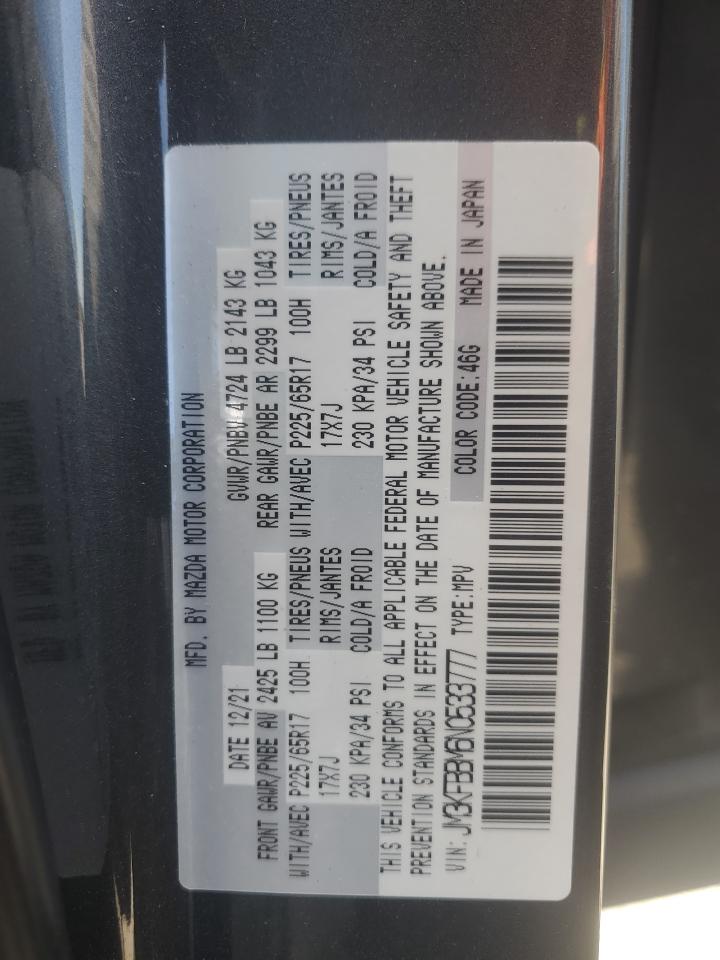 MFD. BY MAZDA MOTOR CORPORATION
DATE 12/21 GVWR/PNBV 4724 LB 2143 KG
FRONT GAWR/PNBE AV 2425 LB 1100 KG REAR GAWR/PNBE AR 2299 LB 1043 KG
WITH/AVEC P225/65R17 100H TIRES/PNEUS WITH/AVEC P225/65R17 100H TIRES/PNEUS
17X7J RIMS/JANTES 17X7J RIMS/JANTES
230 KPA/34 PSI COLD/A FROID 230 KPA/34 PSI COLD/A FROID
THIS VEHICLE CONFORMS TO ALL APPLICABLE FEDERAL MOTOR VEHICLE SAFETY AND THEFT
PREVENTION STANDARDS IN EFFECT ON THE DATE OF MANUFACTURE SHOWN ABOVE.
VIN: JM3KFBBM6N0533777 TYPE:MPV COLOR CODE:46G MADE IN JAPAN